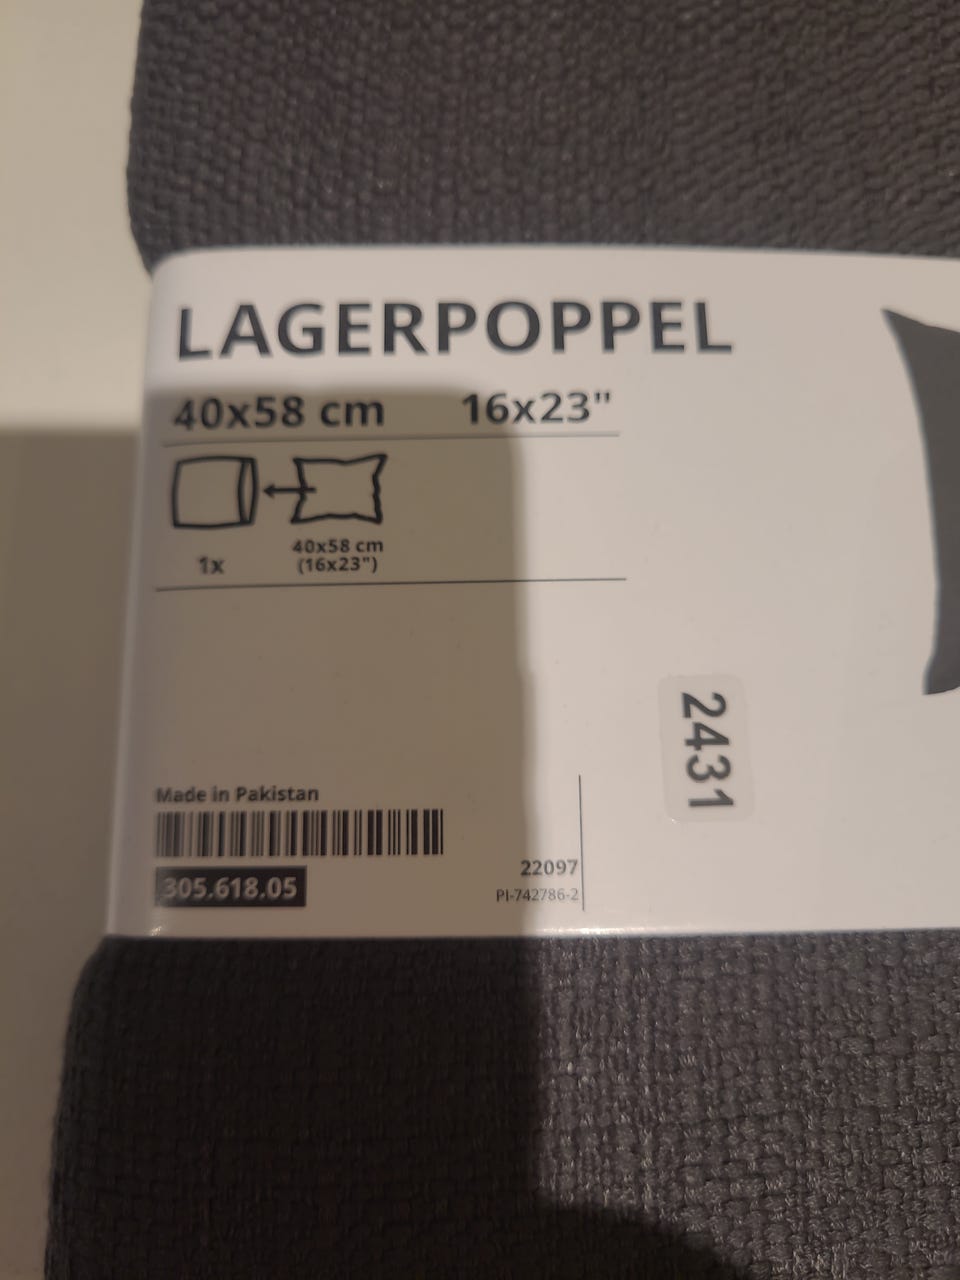 LAGERPOPPEL
40x58 cm 16x23"
1x
40x58 cm
(16x23")
2431
Made in Pakistan
305.618.05
22097
PI-742786-2